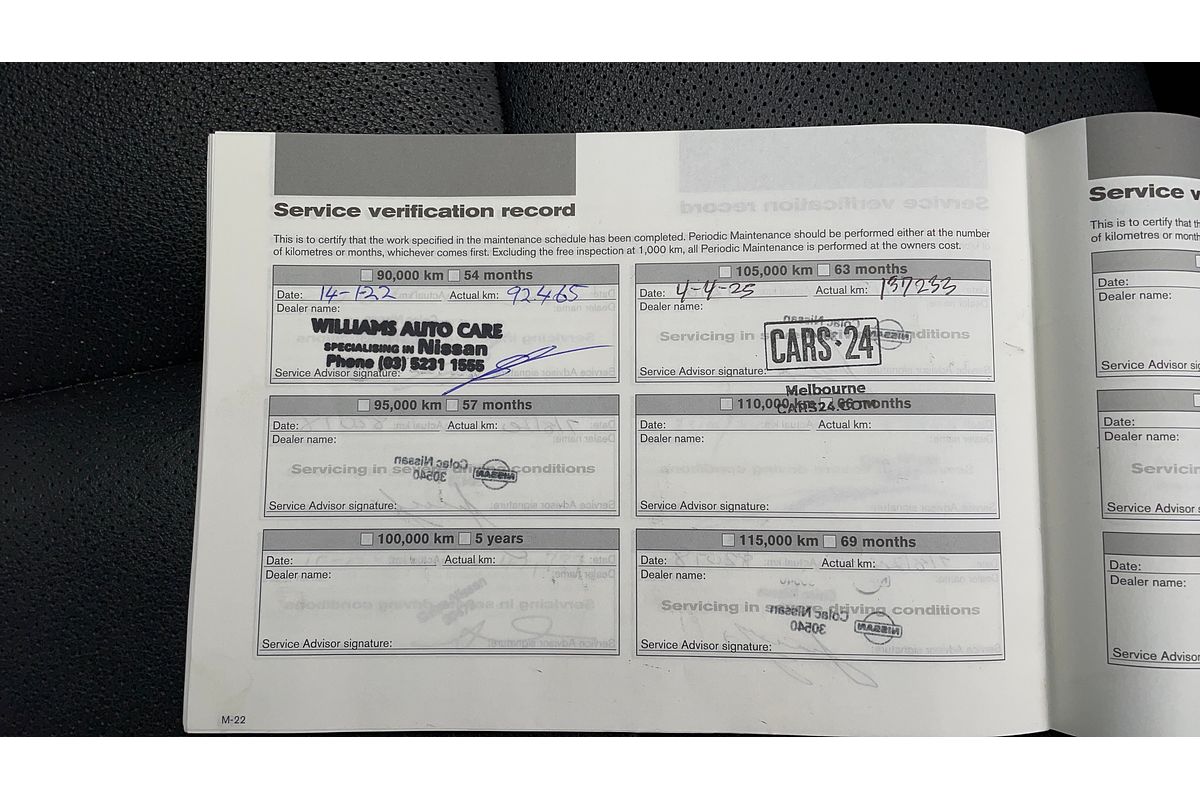 Service verification record
This is to certify that the work specified in the maintenance schedule has been completed. Periodic Maintenance should be performed either at the number
of kilometres or months, whichever comes first. Excluding the free inspection at 1,000 km, all Periodic Maintenance is performed at the owners cost.
90,000 km 54 months
Date: 14-1-22 Actual km: 92465
Dealer name:
WILLIAMS AUTO CARE
SPECIALISING IN Nissan
Phone (03) 5231 1555
Service Advisor signature:
105,000 km 63 months
Date: 4-4-25 Actual km: 137233
Dealer name:
Servicing in conditions
CARS·24
Service Advisor signature:
Melbourne
CARS24.COM
95,000 km 57 months
Date: Actual km:
Dealer name:
Servicing in severe driving conditions
Service Advisor signature:
110,000 km 66 months
Date: Actual km:
Dealer name:
Service Advisor signature:
100,000 km 5 years
Date: Actual km:
Dealer name:
Service Advisor signature:
115,000 km 69 months
Date: Actual km:
Dealer name:
Servicing in severe driving conditions
Service Advisor signature:
M-22
Service v
This is to certify that th
of kilometres or month
Date:
Dealer name:
Service Advisor sig
Date:
Dealer name:
Servicin
Service Advisor s
Date:
Dealer name:
Service Advisor